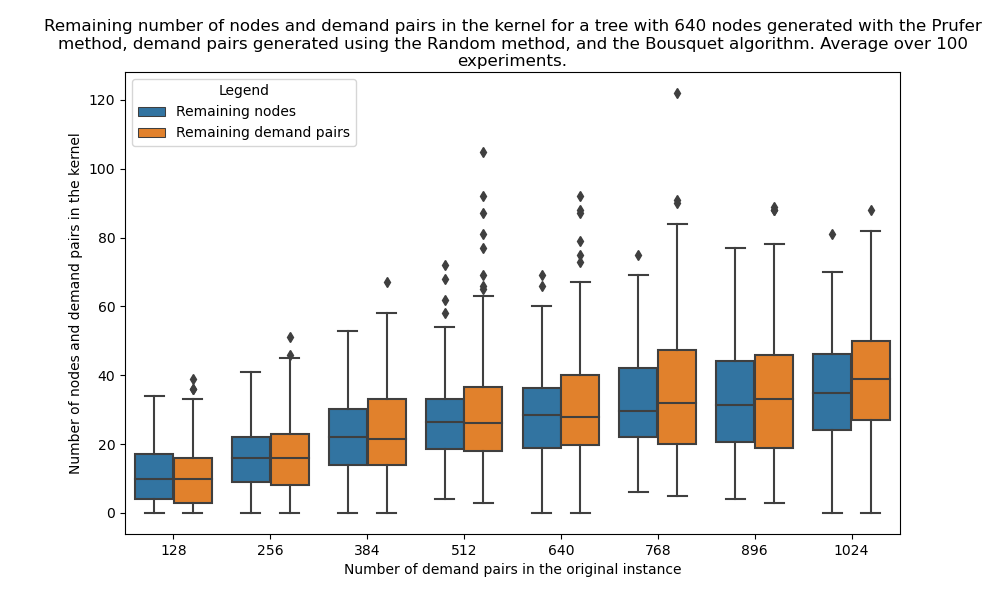 Remaining number of nodes and demand pairs in the kernel for a tree with 640 nodes generated with the Prufer
method, demand pairs generated using the Random method, and the Bousquet algorithm. Average over 100
experiments.
Legend
Remaining nodes
Remaining demand pairs
Number of nodes and demand pairs in the kernel
120
100
80
60
40
20
0
128 256 384 512 640 768 896 1024
Number of demand pairs in the original instance